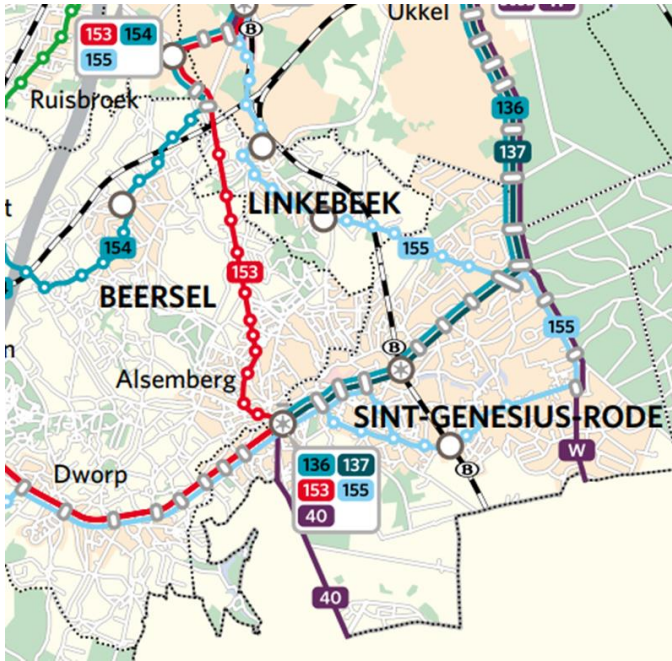 Ukkel
153 154
155
B
Ruisbroek
136
137
LINKEBEEK
154
155
153
BEERSEL
155
B
Alsemberg
SINT-GENESIUS-RODE
W
B
Dworp
136 137
153 155
40
40